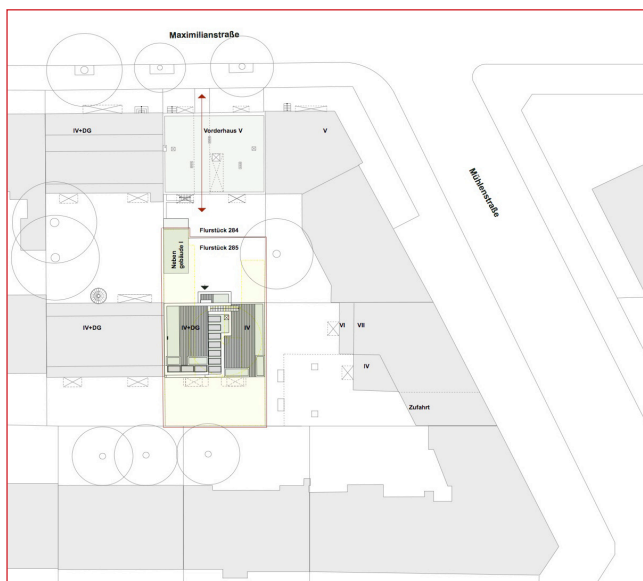 Maximilianstraße
IV+DG
Vorderhaus V
V
Mühlenstraße
Flurstück 284
Flurstück 285
Neben
gebäude I
IV+DG
I
IV+DG
IV
VI
VII
IV
Zufahrt